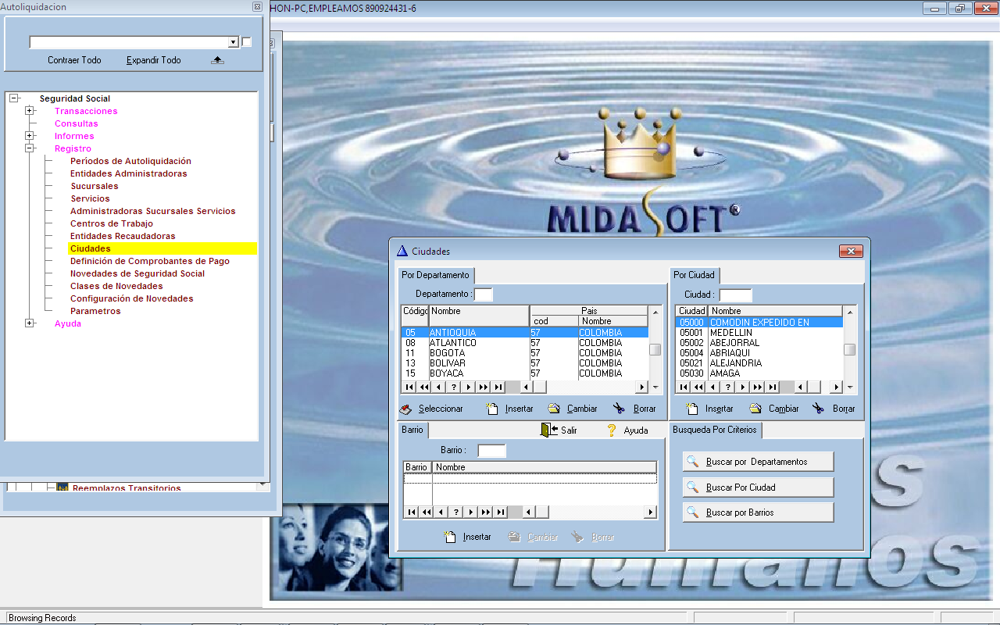 Autoliquidacion
HON-PC,EMPLEAMOS 890924431-6
Contraer Todo Expandir Todo
Seguridad Social
Transacciones
Consultas
Informes
Registro
Períodos de Autoliquidación
Entidades Administradoras
Sucursales
Servicios
Administradoras Sucursales Servicios
Centros de Trabajo
Entidades Recaudadoras
Ciudades
Definición de Comprobantes de Pago
Novedades de Seguridad Social
Clases de Novedades
Configuración de Novedades
Parametros
Ayuda
Reemplazos Transitorios
MIDASOFT®
Ciudades
Por Departamento
Departamento :
Código Nombre Pais
cod Nombre
05 ANTIOQUIA 57 COLOMBIA
08 ATLANTICO 57 COLOMBIA
11 BOGOTA 57 COLOMBIA
13 BOLIVAR 57 COLOMBIA
15 BOYACA 57 COLOMBIA
Seleccionar Insertar Cambiar Borrar
Por Ciudad
Ciudad :
Ciudad Nombre
05000 COMODIN EXPEDIDO EN
05001 MEDELLIN
05002 ABEJORRAL
05004 ABRIAQUI
05021 ALEJANDRIA
05030 AMAGA
Insertar Cambiar Borrar
Barrio Salir Ayuda
Barrio :
Barrio Nombre
Insertar Cambiar Borrar
Busqueda Por Criterios
Buscar por Departamentos
Buscar Por Ciudad
Buscar por Barrios
Humanos
Browsing Records